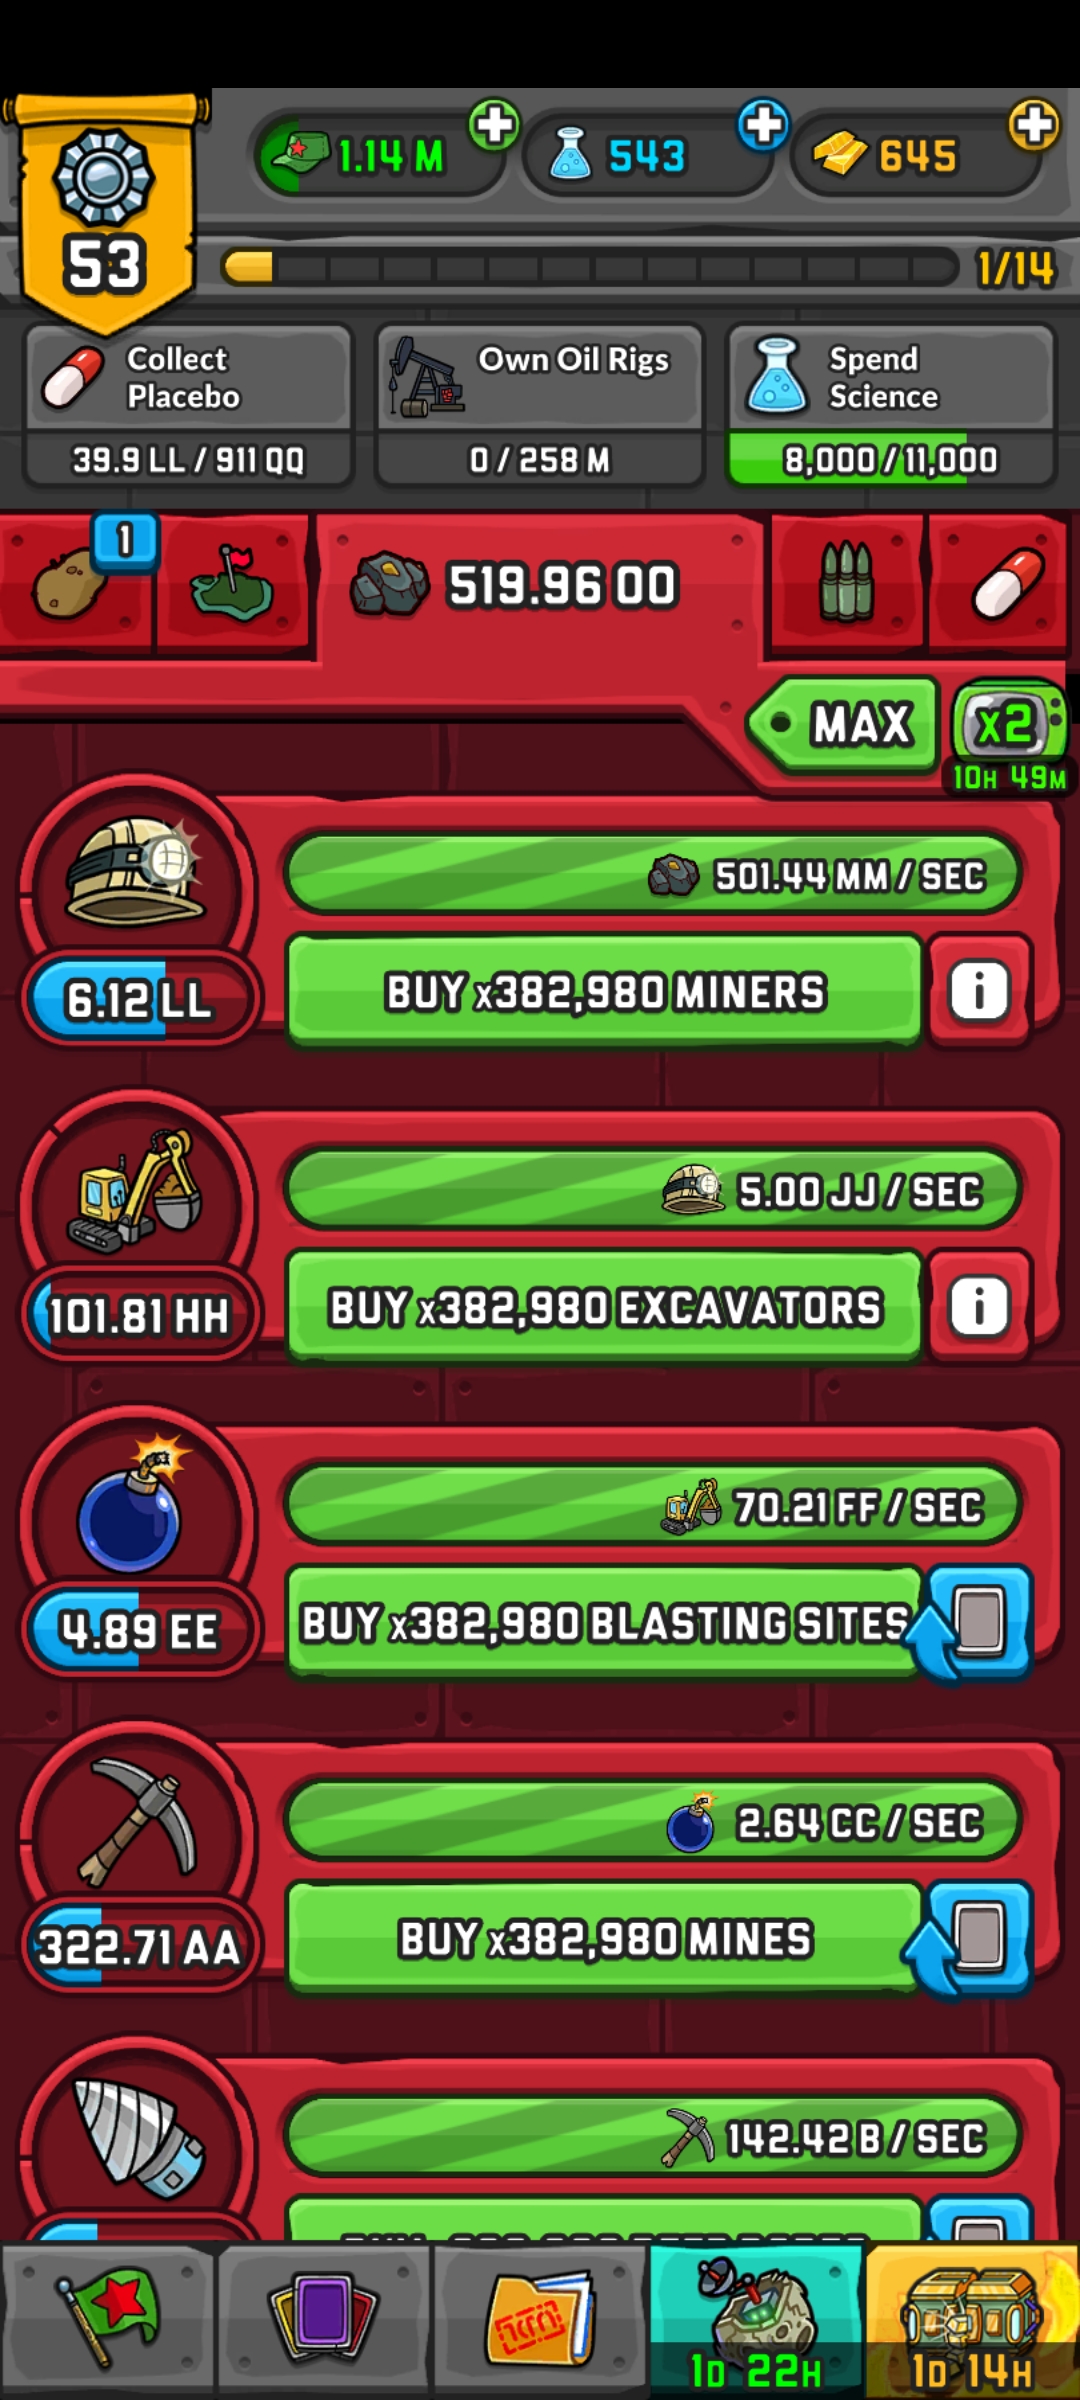 1.14 M
543
645
53
1/14
Collect
Placebo
39.9 LL / 911 QQ
Own Oil Rigs
0 / 258 M
Spend
Science
8,000 / 11,000
1
519.96 OO
MAX
x2
10H 49M
501.44 MM / SEC
6.12 LL
BUY x382,980 MINERS
i
5.00 JJ / SEC
101.81 HH
BUY x382,980 EXCAVATORS
i
70.21 FF / SEC
4.89 EE
BUY x382,980 BLASTING SITES
2.64 CC / SEC
322.71 AA
BUY x382,980 MINES
142.42 B / SEC
1D 22H
1D 14H